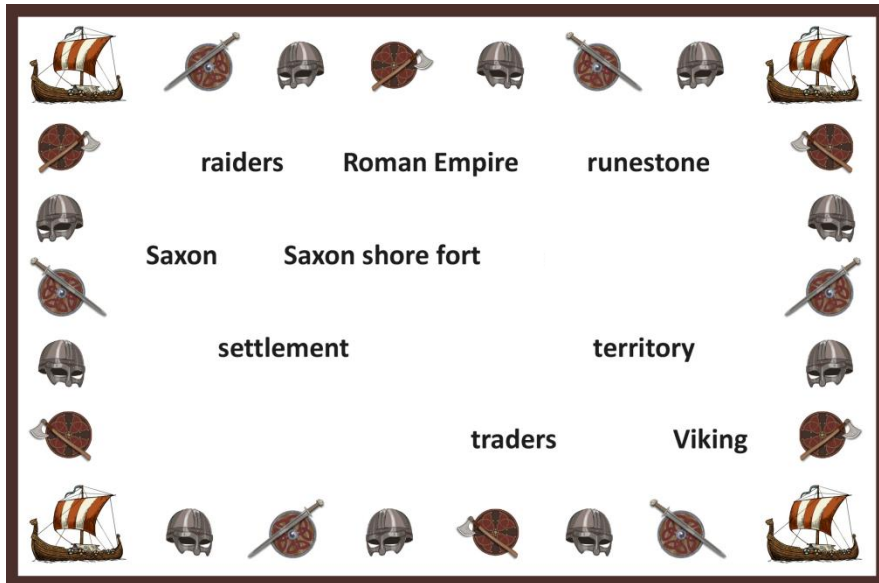 raiders Roman Empire runestone
Saxon Saxon shore fort
settlement territory
traders Viking